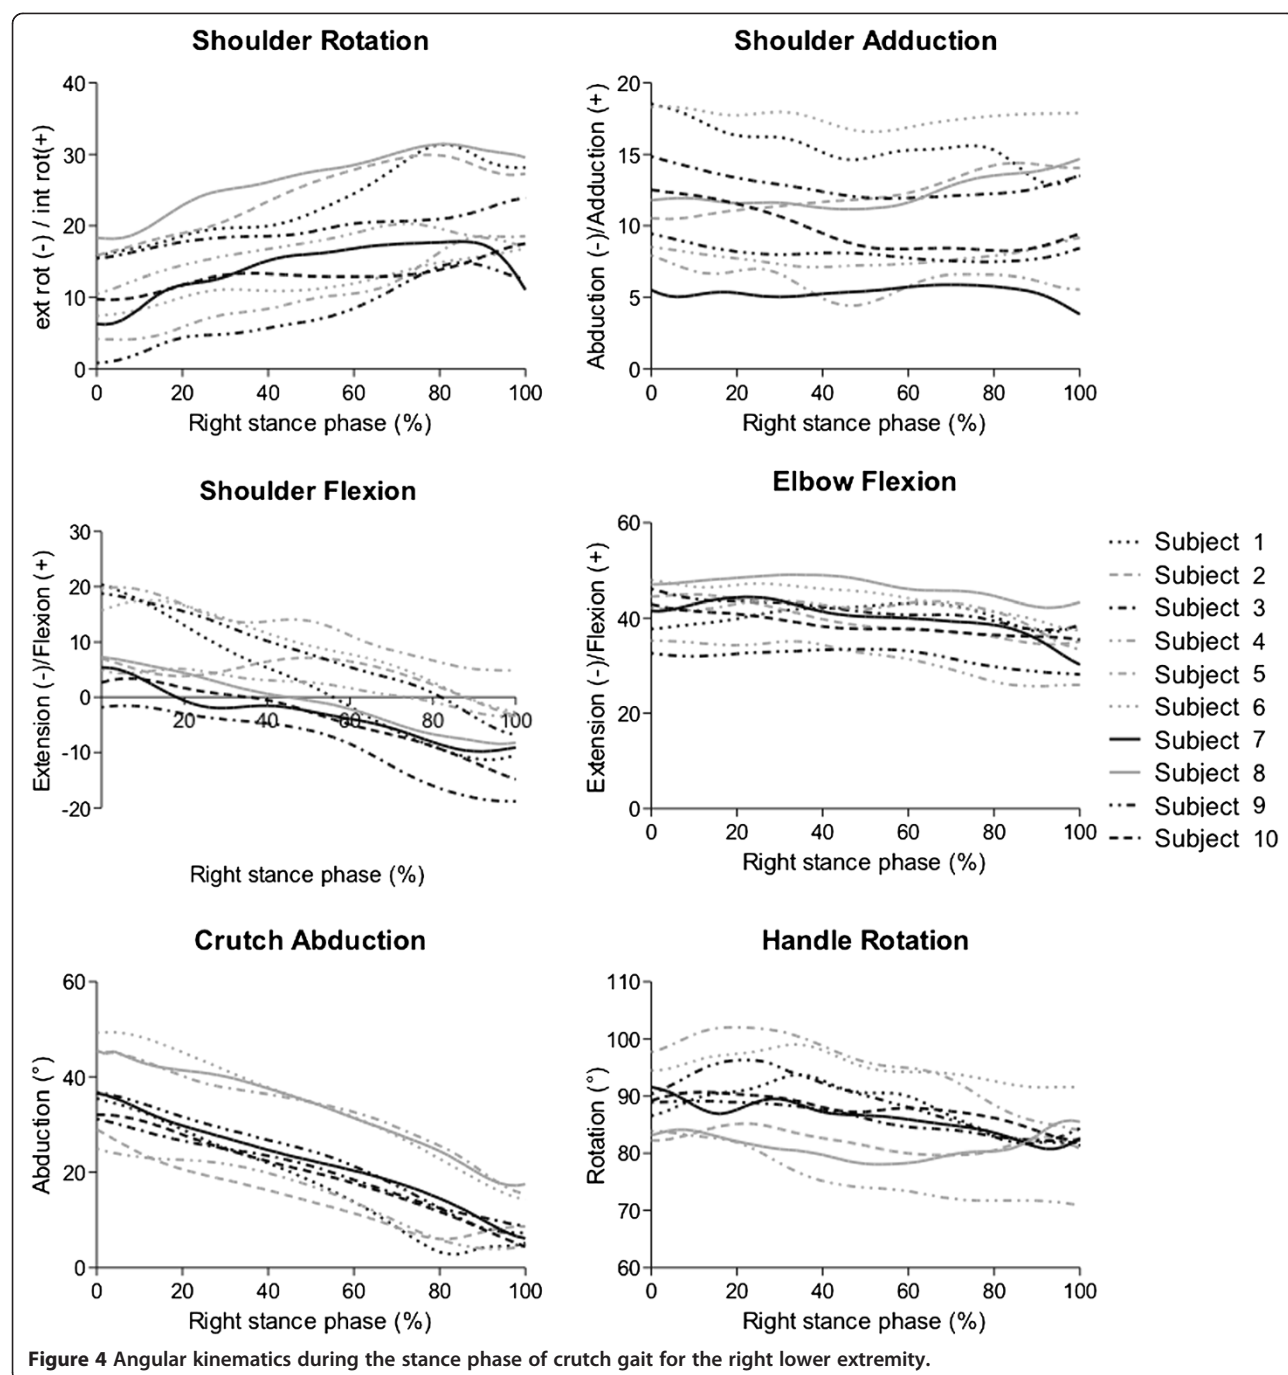 Shoulder Rotation
ext rot (-) / int rot(+)
40
30
20
10
0
0 20 40 60 80 100
Right stance phase (%)
Shoulder Adduction
Abduction (-)/Adduction (+)
20
15
10
5
0
0 20 40 60 80 100
Right stance phase (%)
Shoulder Flexion
Extension (-)/Flexion (+)
30
20
10
0
-10
-20
20 40 60 80 100
Right stance phase (%)
Elbow Flexion
Extension (-)/Flexion (+)
60
40
20
0
0 20 40 60 80 100
Right stance phase (%)
Subject 1
Subject 2
Subject 3
Subject 4
Subject 5
Subject 6
Subject 7
Subject 8
Subject 9
Subject 10
Crutch Abduction
Abduction (°)
60
40
20
0
0 20 40 60 80 100
Right stance phase (%)
Handle Rotation
Rotation (°)
110
100
90
80
70
60
0 20 40 60 80 100
Right stance phase (%)
Figure 4 Angular kinematics during the stance phase of crutch gait for the right lower extremity.